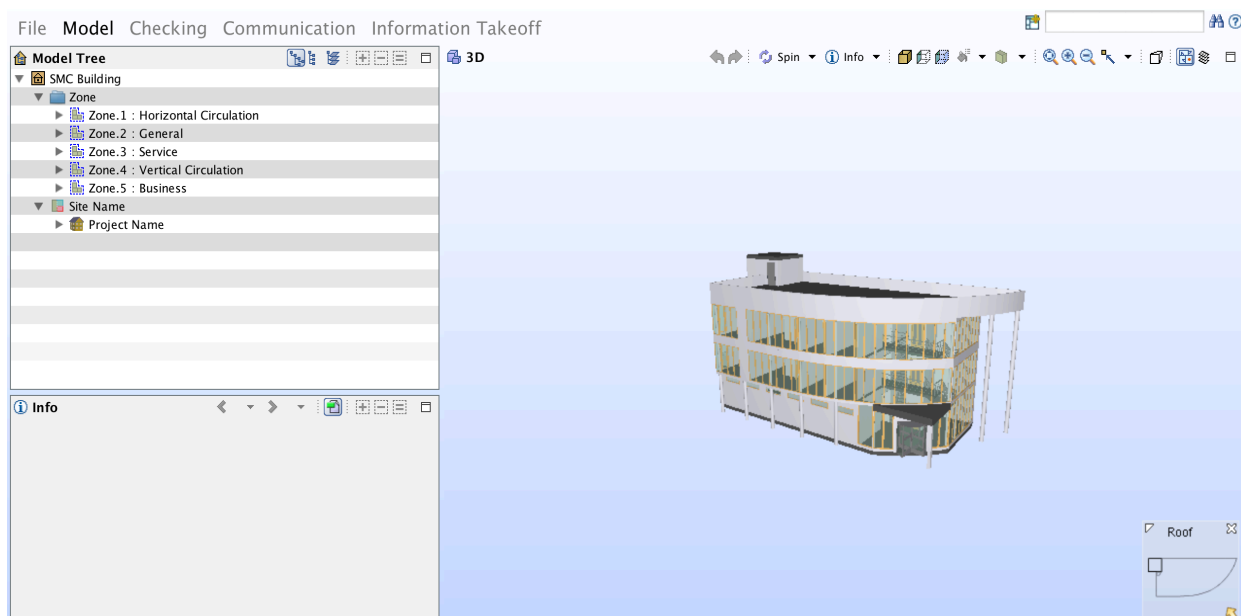 File Model Checking Communication Information Takeoff
Model Tree
3D
Spin
Info
SMC Building
Zone
Zone.1 : Horizontal Circulation
Zone.2 : General
Zone.3 : Service
Zone.4 : Vertical Circulation
Zone.5 : Business
Site Name
Project Name
Info
Roof